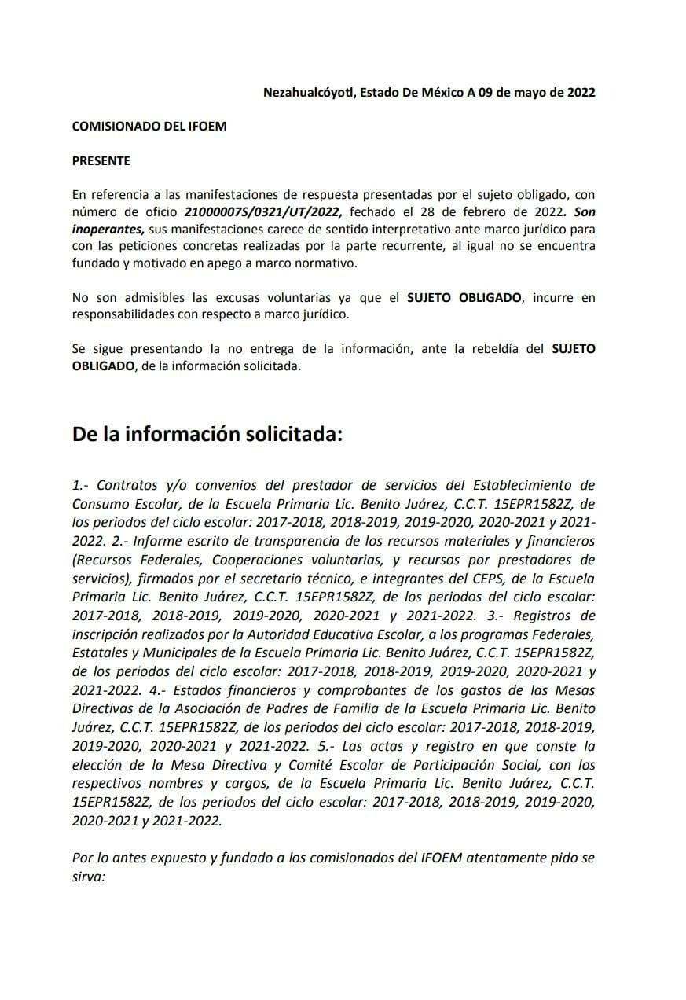 Nezahualcóyotl, Estado De México A 09 de mayo de 2022
COMISIONADO DEL IFOEM
PRESENTE
En referencia a las manifestaciones de respuesta presentadas por el sujeto obligado, con
número de oficio 21000007S/0321/UT/2022, fechado el 28 de febrero de 2022. Son
inoperantes, sus manifestaciones carece de sentido interpretativo ante marco jurídico para
con las peticiones concretas realizadas por la parte recurrente, al igual no se encuentra
fundado y motivado en apego a marco normativo.
No son admisibles las excusas voluntarias ya que el SUJETO OBLIGADO, incurre en
responsabilidades con respecto a marco jurídico.
Se sigue presentando la no entrega de la información, ante la rebeldía del SUJETO
OBLIGADO, de la información solicitada.
De la información solicitada:
1.- Contratos y/o convenios del prestador de servicios del Establecimiento de
Consumo Escolar, de la Escuela Primaria Lic. Benito Juárez, C.C.T. 15EPR1582Z, de
los periodos del ciclo escolar: 2017-2018, 2018-2019, 2019-2020, 2020-2021 y 2021-
2022. 2.- Informe escrito de transparencia de los recursos materiales y financieros
(Recursos Federales, Cooperaciones voluntarias, y recursos por prestadores de
servicios), firmados por el secretario técnico, e integrantes del CEPS, de la Escuela
Primaria Lic. Benito Juárez, C.C.T. 15EPR1582Z, de los periodos del ciclo escolar:
2017-2018, 2018-2019, 2019-2020, 2020-2021 y 2021-2022. 3.- Registros de
inscripción realizados por la Autoridad Educativa Escolar, a los programas Federales,
Estatales y Municipales de la Escuela Primaria Lic. Benito Juárez, C.C.T. 15EPR1582Z,
de los periodos del ciclo escolar: 2017-2018, 2018-2019, 2019-2020, 2020-2021 y
2021-2022. 4.- Estados financieros y comprobantes de los gastos de las Mesas
Directivas de la Asociación de Padres de Familia de la Escuela Primaria Lic. Benito
Juárez, C.C.T. 15EPR1582Z, de los periodos del ciclo escolar: 2017-2018, 2018-2019,
2019-2020, 2020-2021 y 2021-2022. 5.- Las actas y registro en que conste la
elección de la Mesa Directiva y Comité Escolar de Participación Social, con los
respectivos nombres y cargos, de la Escuela Primaria Lic. Benito Juárez, C.C.T.
15EPR1582Z, de los periodos del ciclo escolar: 2017-2018, 2018-2019, 2019-2020,
2020-2021 y 2021-2022.
Por lo antes expuesto y fundado a los comisionados del IFOEM atentamente pido se
sirva: